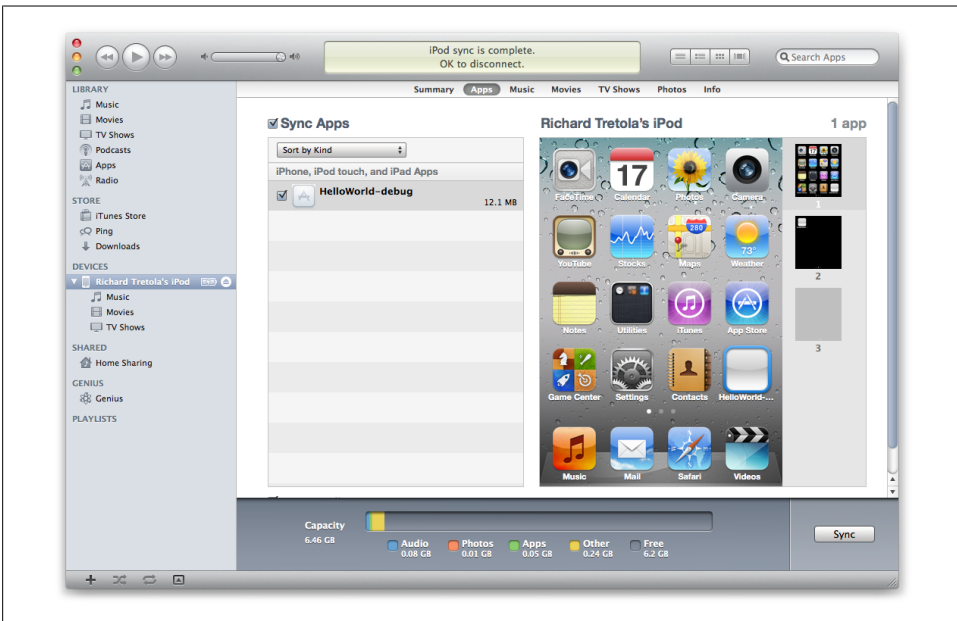 iPod sync is complete.
OK to disconnect.
Search Apps
LIBRARY
Music
Movies
TV Shows
Podcasts
Apps
Radio
STORE
iTunes Store
Ping
Downloads
DEVICES
Richard Tretola's iPod
Music
Movies
TV Shows
SHARED
Home Sharing
GENIUS
Genius
PLAYLISTS
Summary Apps Music Movies TV Shows Photos Info
Sync Apps
Sort by Kind
iPhone, iPod touch, and iPad Apps
HelloWorld-debug
12.1 MB
Richard Tretola's iPod 1 app
FaceTime Calendar Photos Camera
17
YouTube Stocks Maps Weather
280
73°
Notes Utilities iTunes App Store
Game Center Settings Contacts HelloWorld-...
Music Mail Safari Videos
1
2
3
Capacity
6.46 GB
Audio Photos Apps Other Free
0.08 GB 0.01 GB 0.05 GB 0.24 GB 6.2 GB
Sync